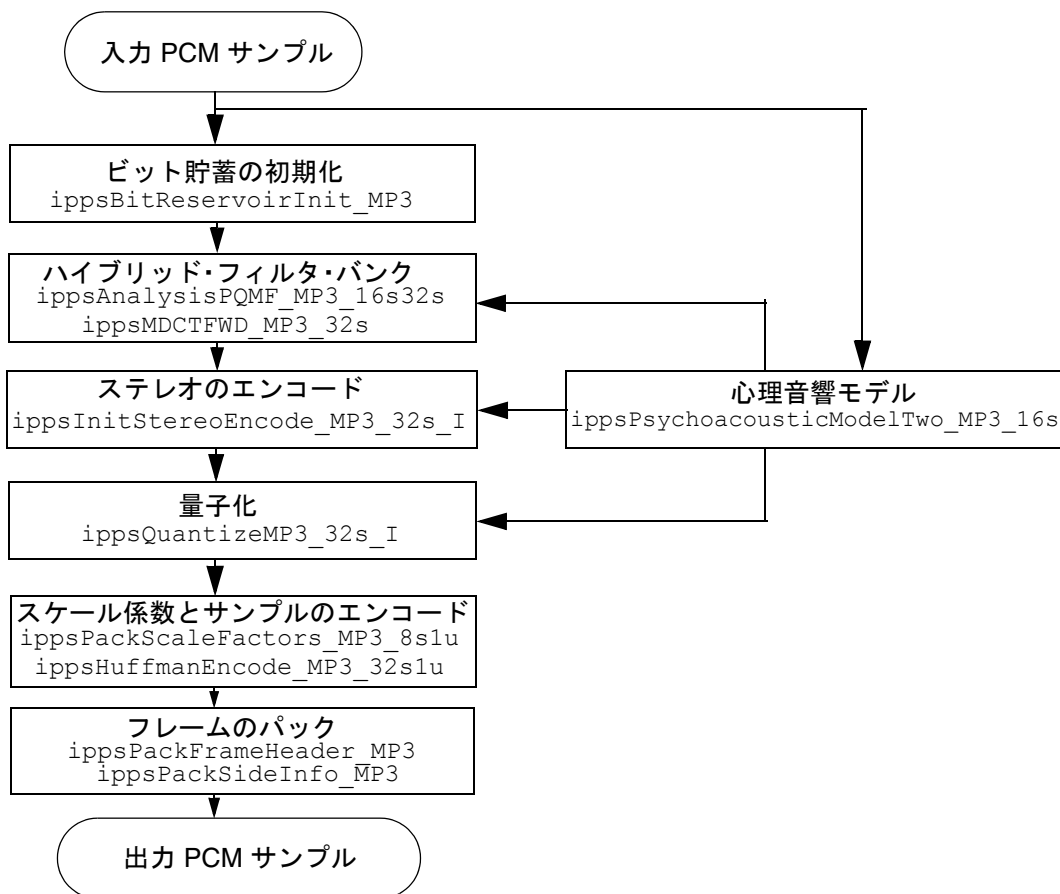 入力 PCM サンプル
ビット貯蓄の初期化
ippsBitReservoirInit_MP3
ハイブリッド・フィルタ・バンク
ippsAnalysisPQMF_MP3_16s32s
ippsMDCTFWD_MP3_32s
ステレオのエンコード
ippsInitStereoEncode_MP3_32s_I
心理音響モデル
ippsPsychoacousticModelTwo_MP3_16s
量子化
ippsQuantizeMP3_32s_I
スケール係数とサンプルのエンコード
ippsPackScaleFactors_MP3_8s1u
ippsHuffmanEncode_MP3_32s1u
フレームのパック
ippsPackFrameHeader_MP3
ippsPackSideInfo_MP3
出力 PCM サンプル